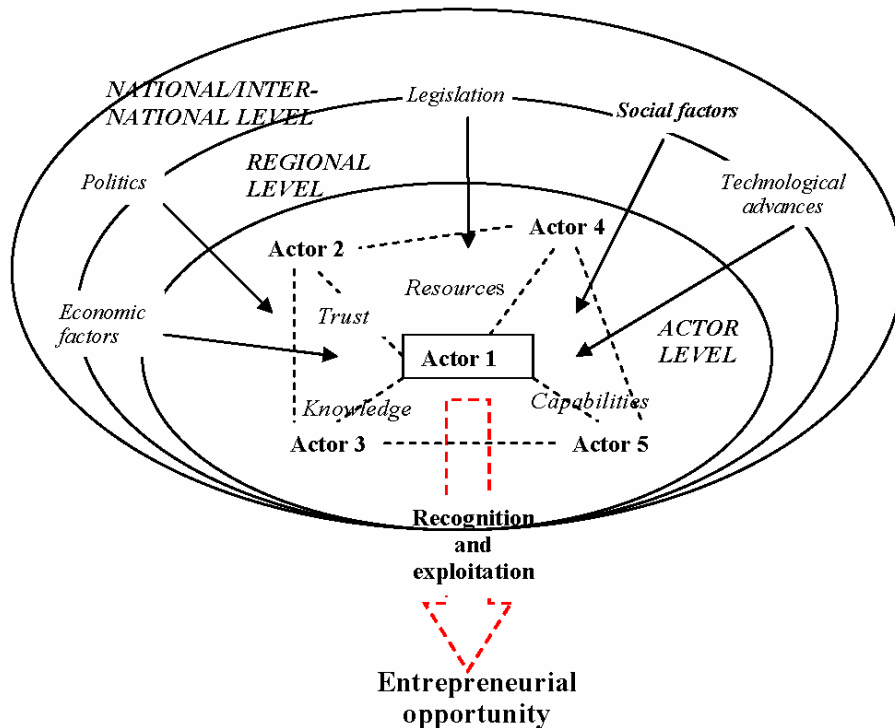 NATIONAL/INTER-
NATIONAL LEVEL
Legislation
Social factors
REGIONAL
LEVEL
Politics
Technological
advances
Actor 2
Actor 4
Resources
Economic
factors
Trust
ACTOR
LEVEL
Actor 1
Knowledge
Capabilities
Actor 3
Actor 5
Recognition
and
exploitation
Entrepreneurial
opportunity